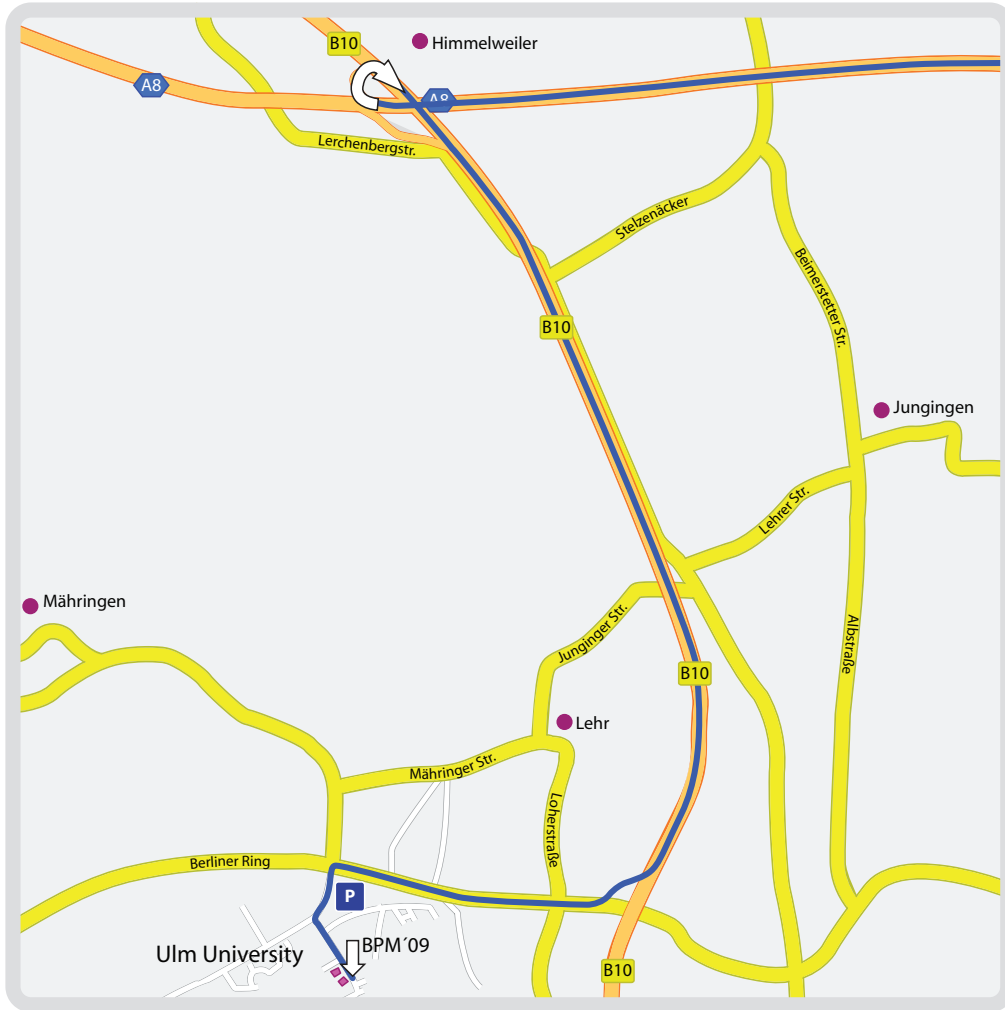 B10
Himmelweiler
A8
A8
Lerchenbergstr.
Stelzenäcker
Beimerstetter Str.
B10
Jungingen
Lehrer Str.
Mähringen
Junginger Str.
Albstraße
B10
Lehr
Mähringer Str.
Loherstraße
Berliner Ring
P
Ulm University
BPM´09
B10